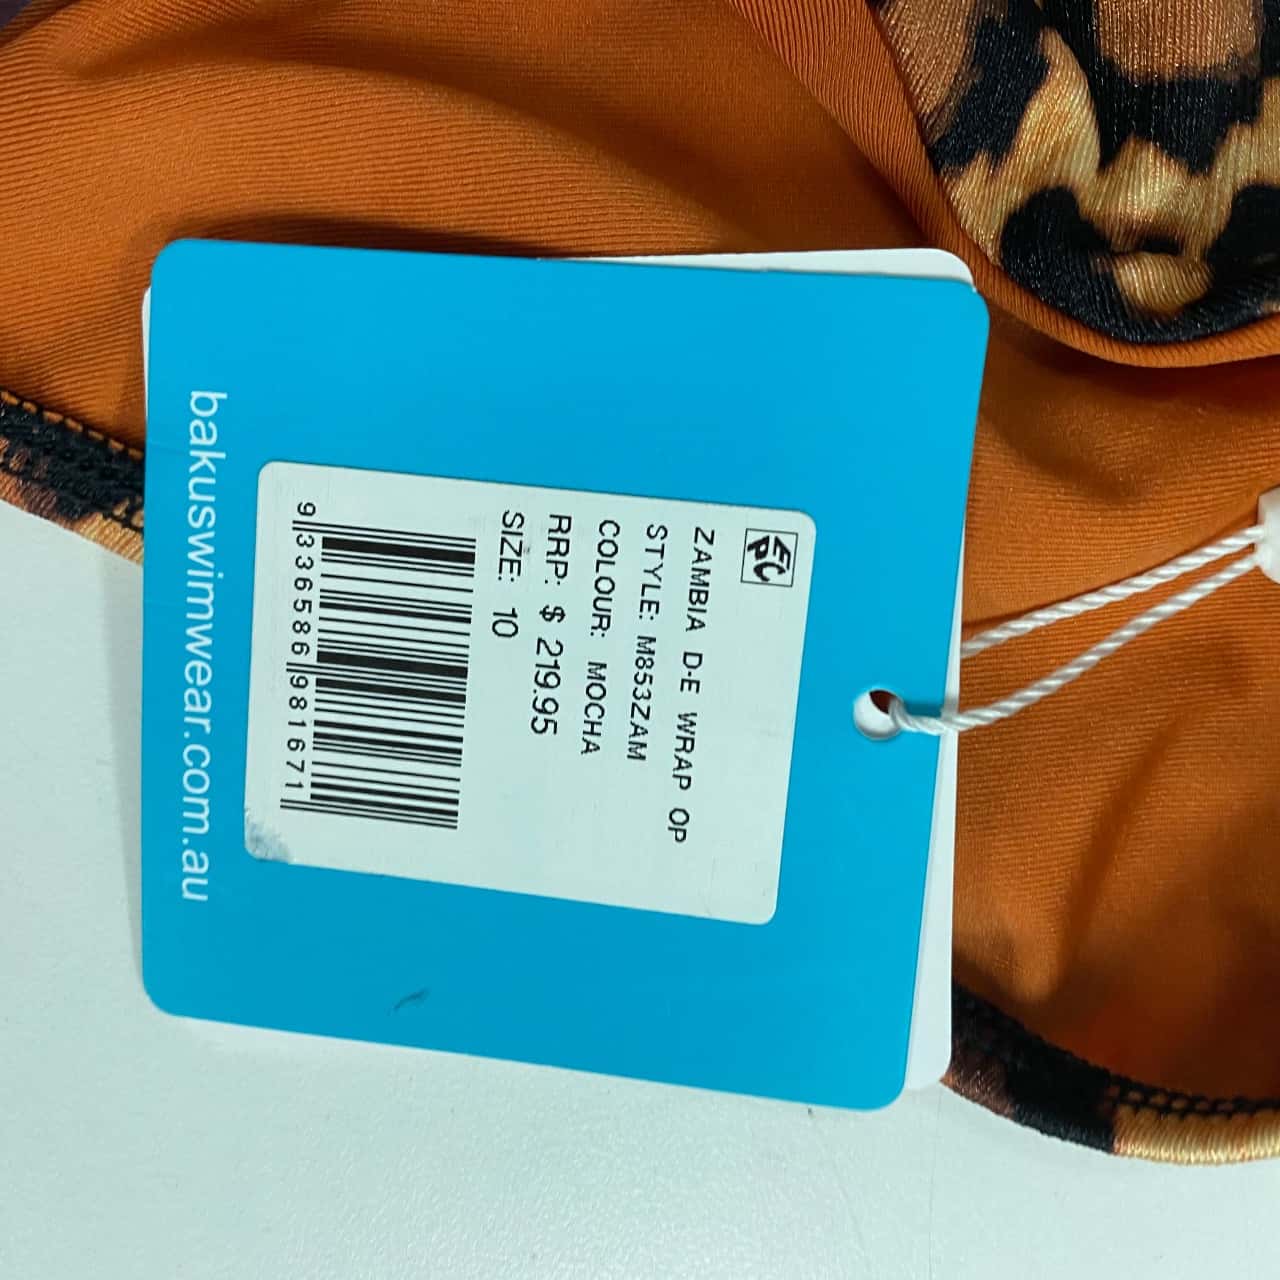 ZAMBIA D-E WRAP OP
STYLE: M853ZAM
COLOUR: MOCHA
RRP: $ 219.95
SIZE: 10
9 336586 981671
bakuswimwear.com.au